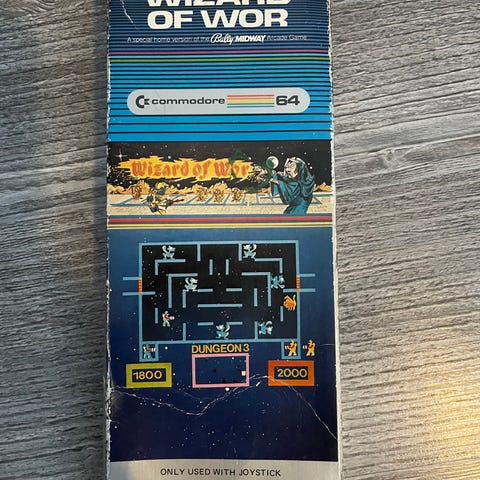 WIZARD
OF WOR
A special home version of the Bally MIDWAY Arcade Game
commodore 64
Wizard of Wor
DUNGEON 3
1800
2000
ONLY USED WITH JOYSTICK